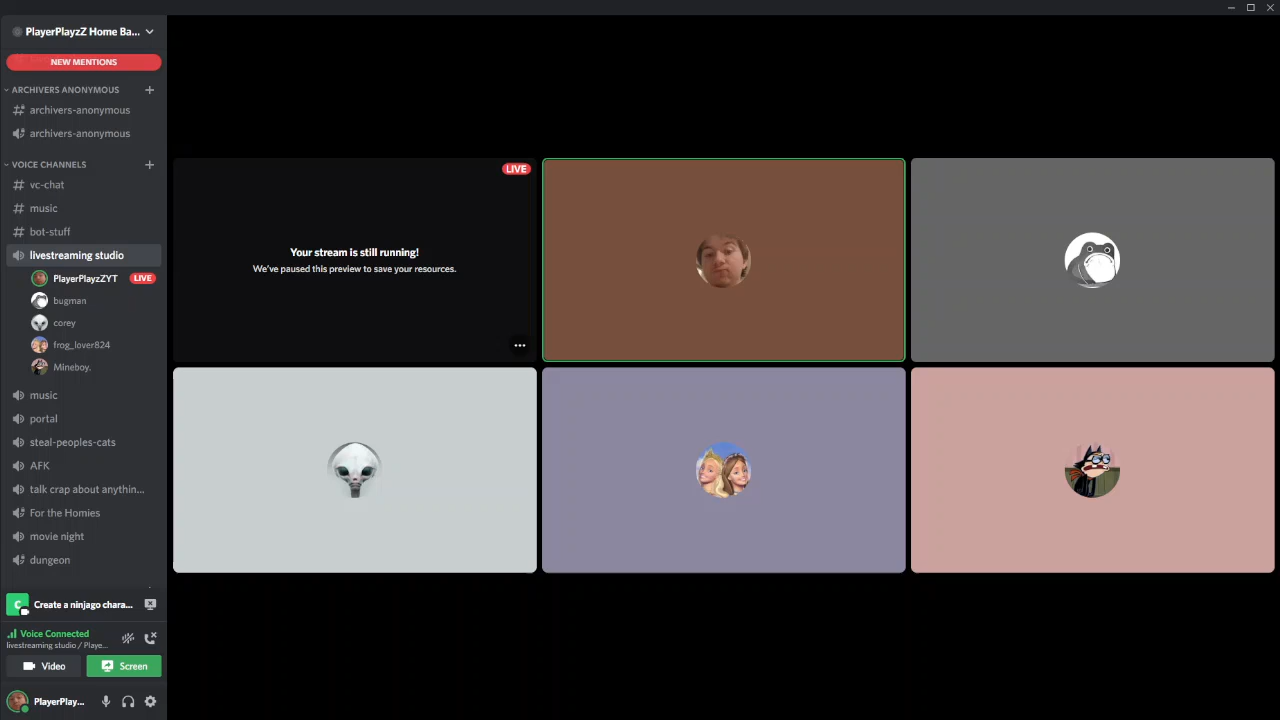 PlayerPlayzZ Home Ba...
NEW MENTIONS
ARCHIVERS ANONYMOUS
archivers-anonymous
archivers-anonymous
VOICE CHANNELS
vc-chat
music
bot-stuff
livestreaming studio
PlayerPlayzZYT LIVE
bugman
corey
frog_lover824
Mineboy.
music
portal
steal-peoples-cats
AFK
talk crap about anythin...
For the Homies
movie night
dungeon
C Create a ninjago chara...
Voice Connected
livestreaming studio / Playe...
Video Screen
PlayerPlay...
LIVE
Your stream is still running!
We've paused this preview to save your resources.